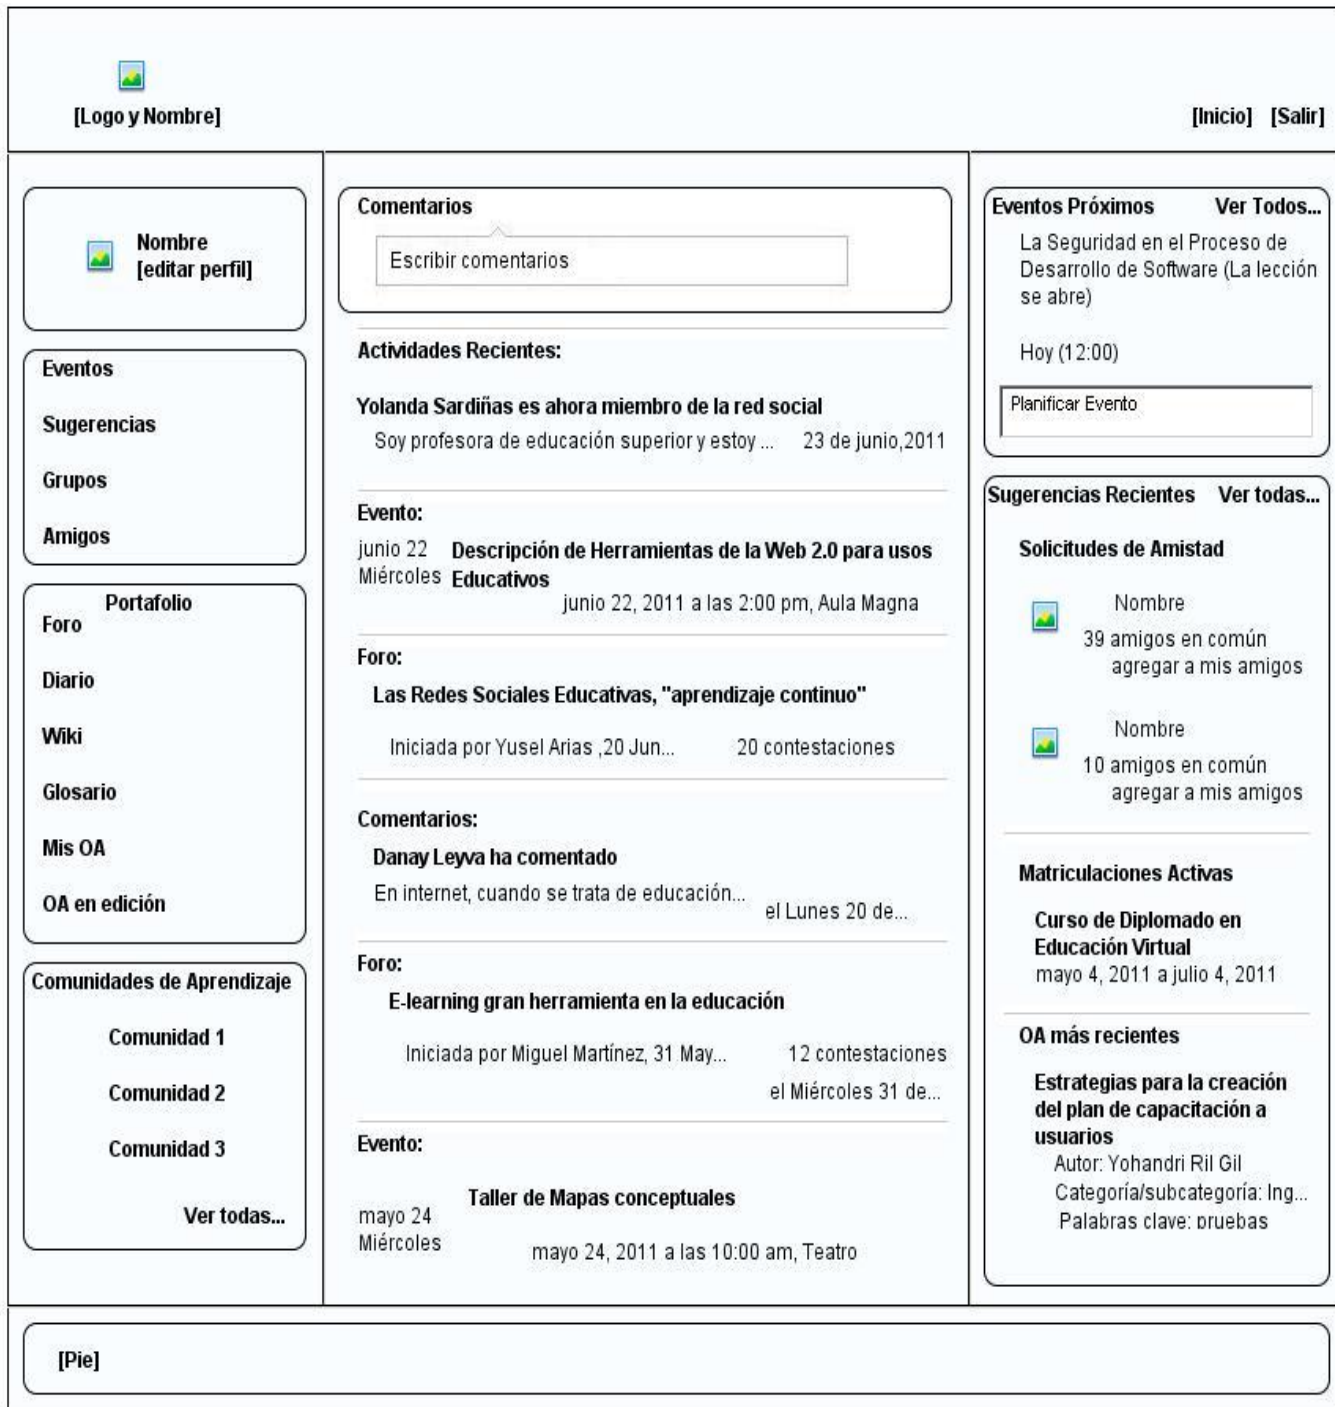 [Logo y Nombre]
[Inicio] [Salir]
Nombre
[editar perfil]
Eventos
Sugerencias
Grupos
Amigos
Portafolio
Foro
Diario
Wiki
Glosario
Mis OA
OA en edición
Comunidades de Aprendizaje
Comunidad 1
Comunidad 2
Comunidad 3
Ver todas...
Comentarios
Escribir comentarios
Actividades Recientes:
Yolanda Sardiñas es ahora miembro de la red social
Soy profesora de educación superior y estoy ... 23 de junio,2011
Evento:
junio 22
Miércoles
Descripción de Herramientas de la Web 2.0 para usos
Educativos
junio 22, 2011 a las 2:00 pm, Aula Magna
Foro:
Las Redes Sociales Educativas, "aprendizaje continuo"
Iniciada por Yusel Arias ,20 Jun... 20 contestaciones
Comentarios:
Danay Leyva ha comentado
En internet, cuando se trata de educación...
el Lunes 20 de...
Foro:
E-learning gran herramienta en la educación
Iniciada por Miguel Martínez, 31 May... 12 contestaciones
el Miércoles 31 de...
Evento:
Taller de Mapas conceptuales
mayo 24
Miércoles
mayo 24, 2011 a las 10:00 am, Teatro
Eventos Próximos Ver Todos...
La Seguridad en el Proceso de
Desarrollo de Software (La lección
se abre)
Hoy (12:00)
Planificar Evento
Sugerencias Recientes Ver todas...
Solicitudes de Amistad
Nombre
39 amigos en común
agregar a mis amigos
Nombre
10 amigos en común
agregar a mis amigos
Matriculaciones Activas
Curso de Diplomado en
Educación Virtual
mayo 4, 2011 a julio 4, 2011
OA más recientes
Estrategias para la creación
del plan de capacitación a
usuarios
Autor: Yohandri Ril Gil
Categoría/subcategoría: Ing...
Palabras clave: pruebas
[Pie]